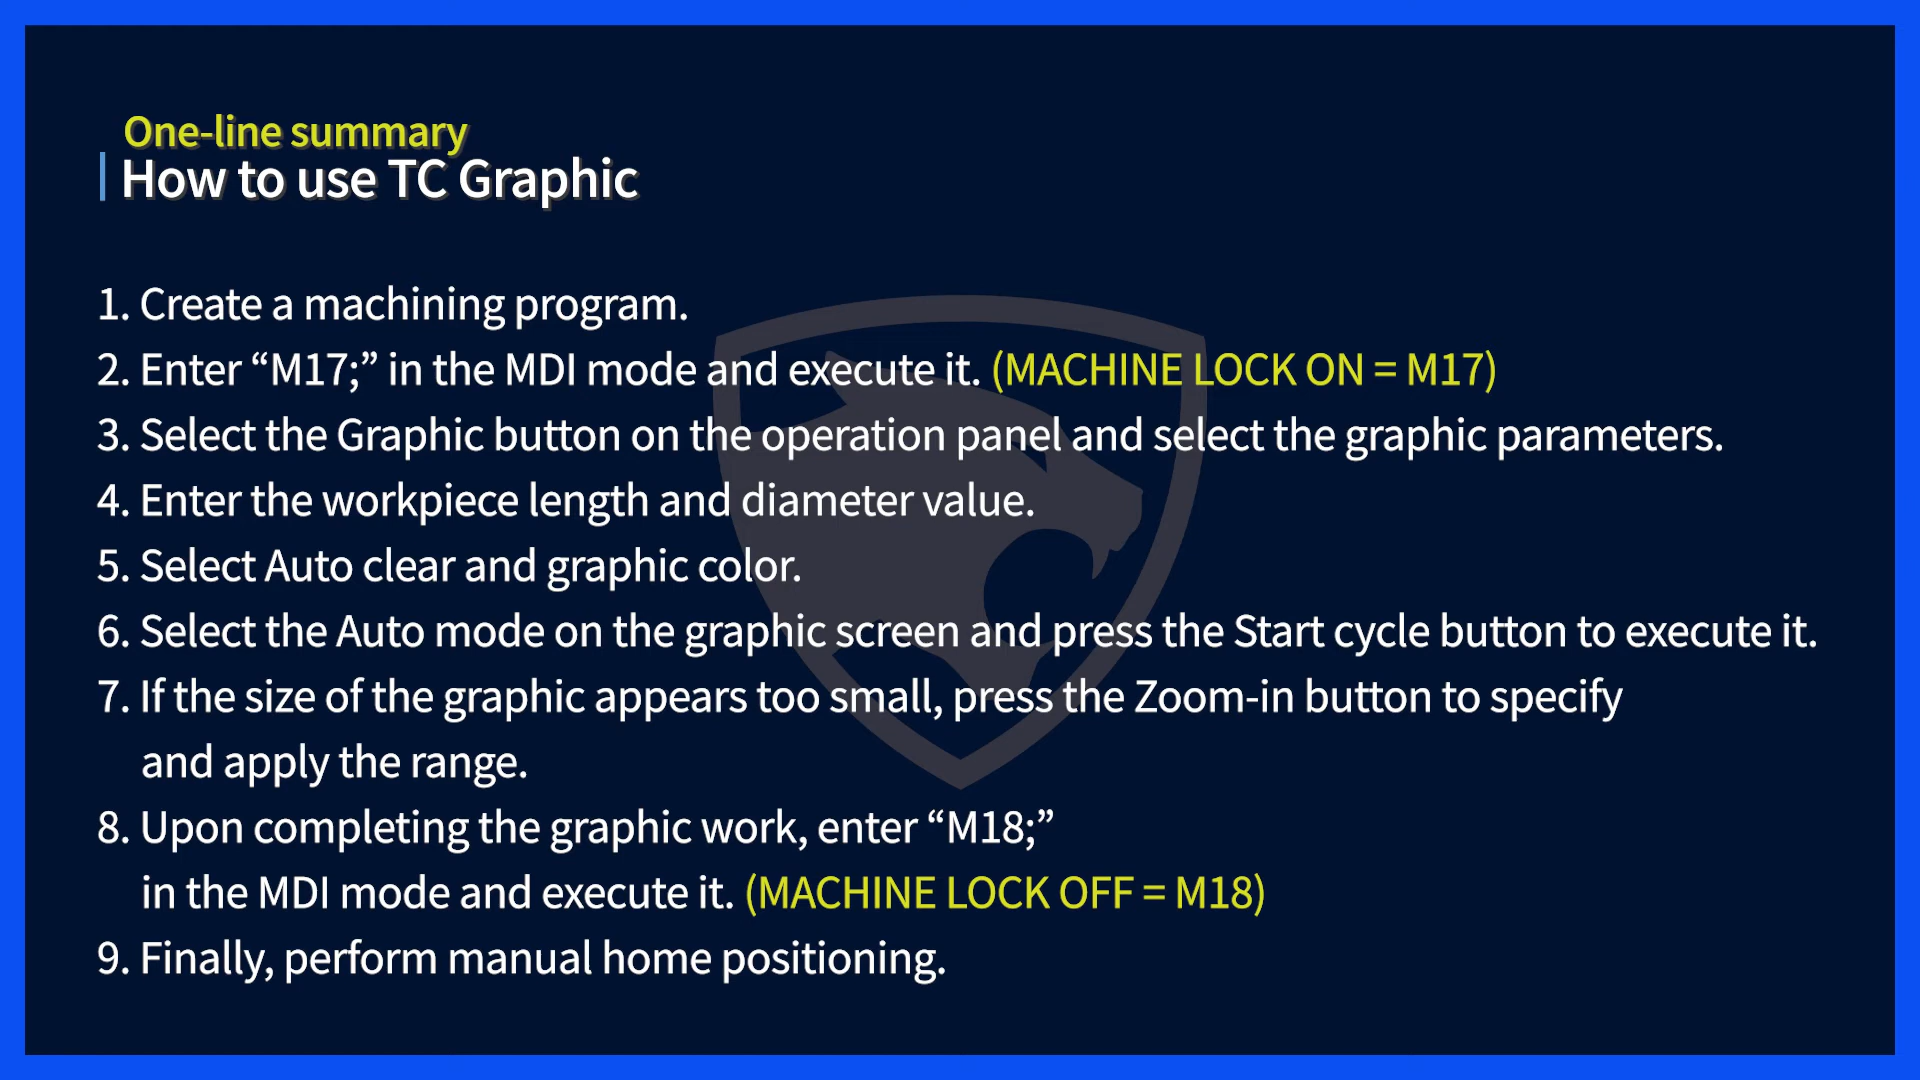 One-line summary
How to use TC Graphic
1. Create a machining program.
2. Enter “M17;” in the MDI mode and execute it. (MACHINE LOCK ON = M17)
3. Select the Graphic button on the operation panel and select the graphic parameters.
4. Enter the workpiece length and diameter value.
5. Select Auto clear and graphic color.
6. Select the Auto mode on the graphic screen and press the Start cycle button to execute it.
7. If the size of the graphic appears too small, press the Zoom-in button to specify
and apply the range.
8. Upon completing the graphic work, enter “M18;”
in the MDI mode and execute it. (MACHINE LOCK OFF = M18)
9. Finally, perform manual home positioning.